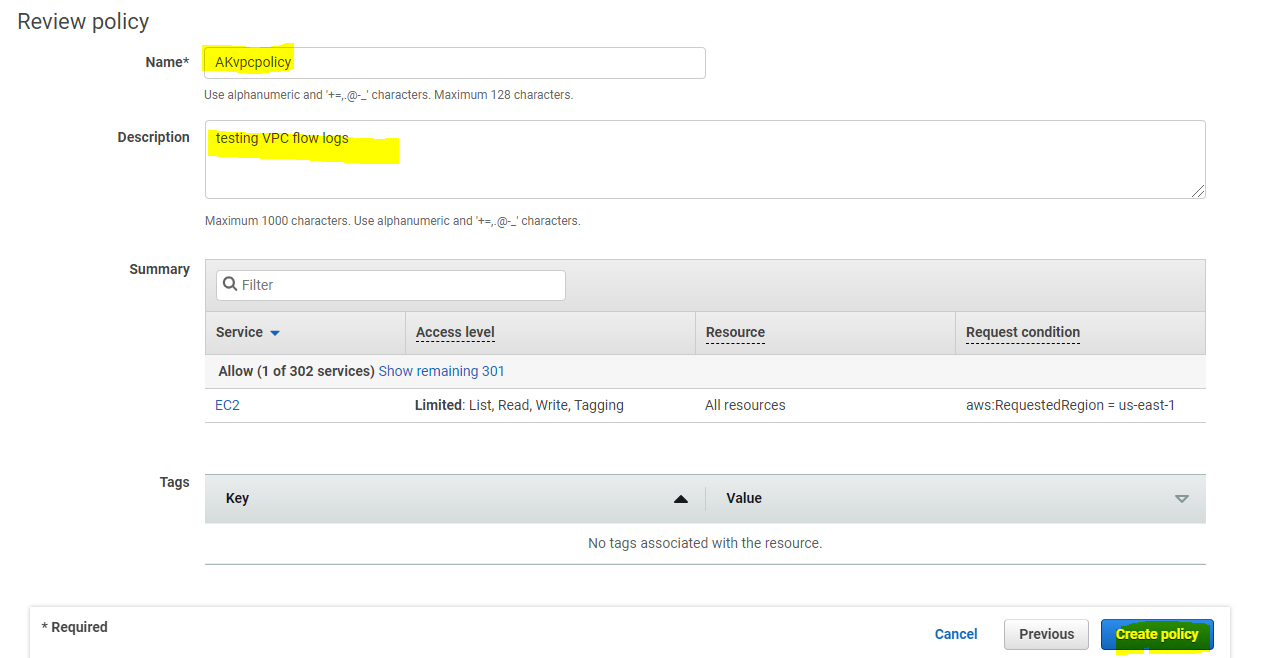 Review policy
Name*
AKvpcpolicy
Use alphanumeric and '+=,.@-_' characters. Maximum 128 characters.
Description
testing VPC flow logs
Maximum 1000 characters. Use alphanumeric and '+=,.@-_' characters.
Summary
Filter
Service Access level Resource Request condition
Allow (1 of 302 services) Show remaining 301
EC2 Limited: List, Read, Write, Tagging All resources aws:RequestedRegion = us-east-1
Tags
Key Value
No tags associated with the resource.
* Required
Cancel Previous Create policy